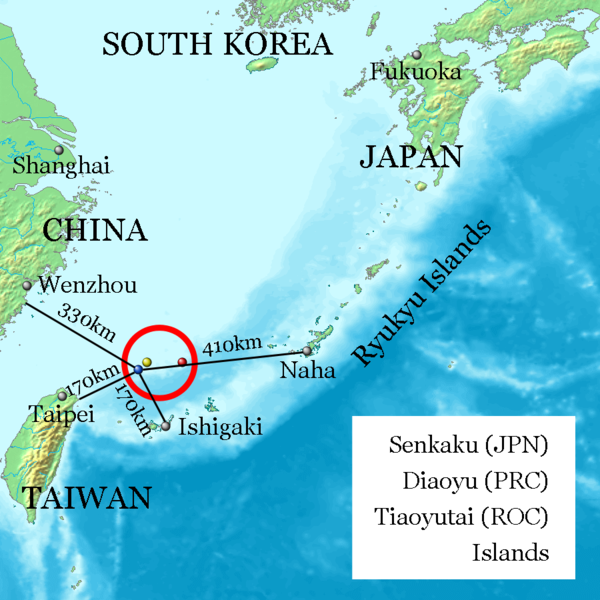 SOUTH KOREA
Fukuoka
Shanghai
JAPAN
CHINA
Ryukyu Islands
Wenzhou
330km
410km
Naha
170km
170km
Taipei
Ishigaki
TAIWAN
Senkaku (JPN)
Diaoyu (PRC)
Tiaoyutai (ROC)
Islands